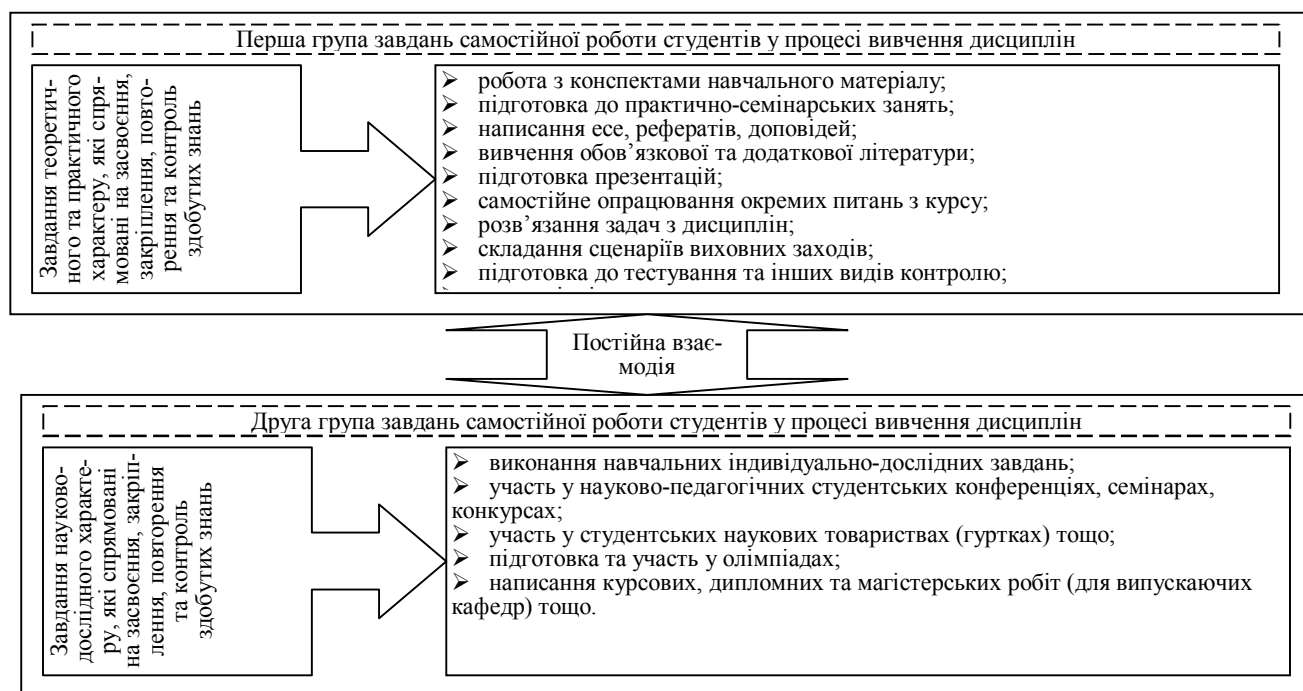 Перша група завдань самостійної роботи студентів у процесі вивчення дисциплін
Завдання теоретич-
ного та практичного
характеру, які спря-
мовані на засвоєння,
закріплення, повто-
рення та контроль
здобутих знань
➢ робота з конспектами навчального матеріалу;
➢ підготовка до практично-семінарських занять;
➢ написання есе, рефератів, доповідей;
➢ вивчення обов’язкової та додаткової літератури;
➢ підготовка презентацій;
➢ самостійне опрацювання окремих питань з курсу;
➢ розв’язання задач з дисциплін;
➢ складання сценаріїв виховних заходів;
➢ підготовка до тестування та інших видів контролю;
Постійна взає-
модія
Друга група завдань самостійної роботи студентів у процесі вивчення дисциплін
Завдання науково-
дослідного характе-
ру, які спрямовані
на засвоєння, закріп-
лення, повторення
та контроль
здобутих знань
➢ виконання навчальних індивідуально-дослідних завдань;
➢ участь у науково-педагогічних студентських конференціях, семінарах,
конкурсах;
➢ участь у студентських наукових товариствах (гуртках) тощо;
➢ підготовка та участь у олімпіадах;
➢ написання курсових, дипломних та магістерських робіт (для випускаючих
кафедр) тощо.